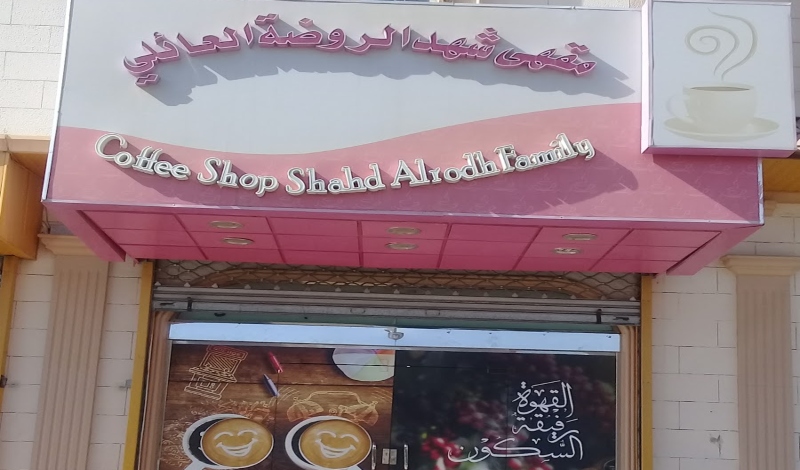 مقهى شهد الروضة العائلي
Coffee Shop Shahd Alrodh Family
القهوة
رفيقة
السكون